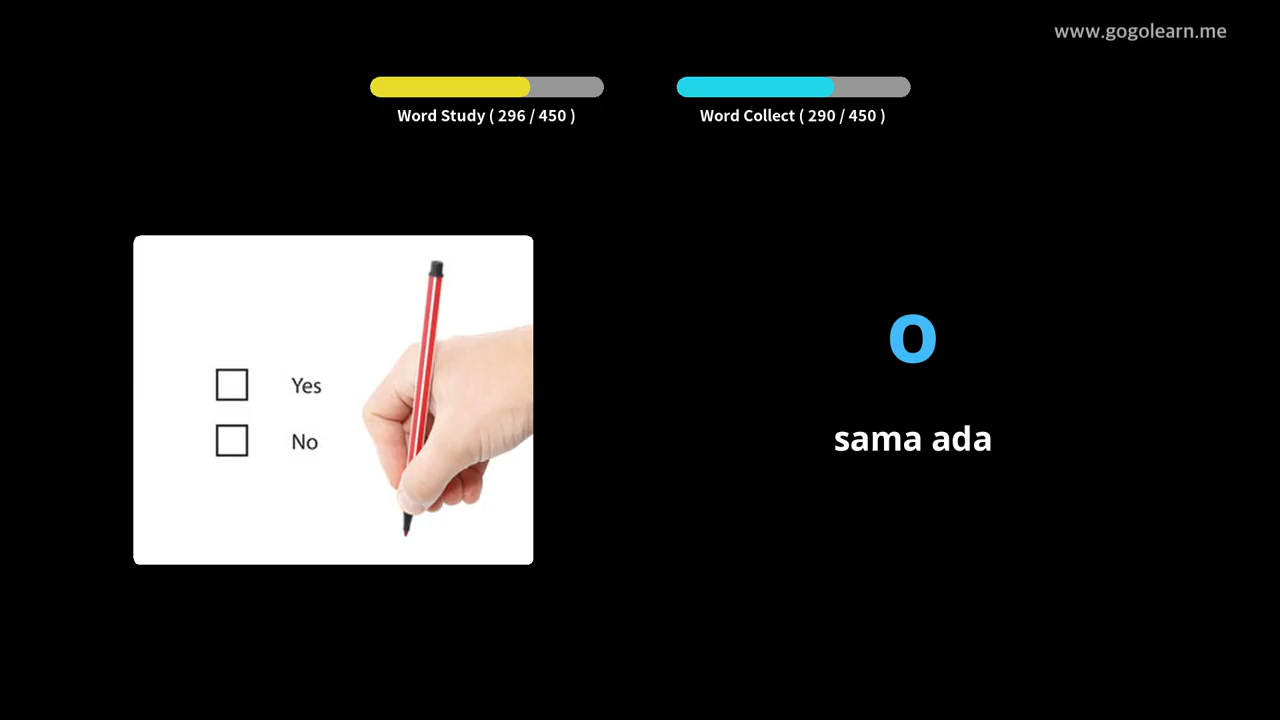 www.gogolearn.me
Word Study ( 296 / 450 )
Word Collect ( 290 / 450 )
Yes
No
o
sama ada